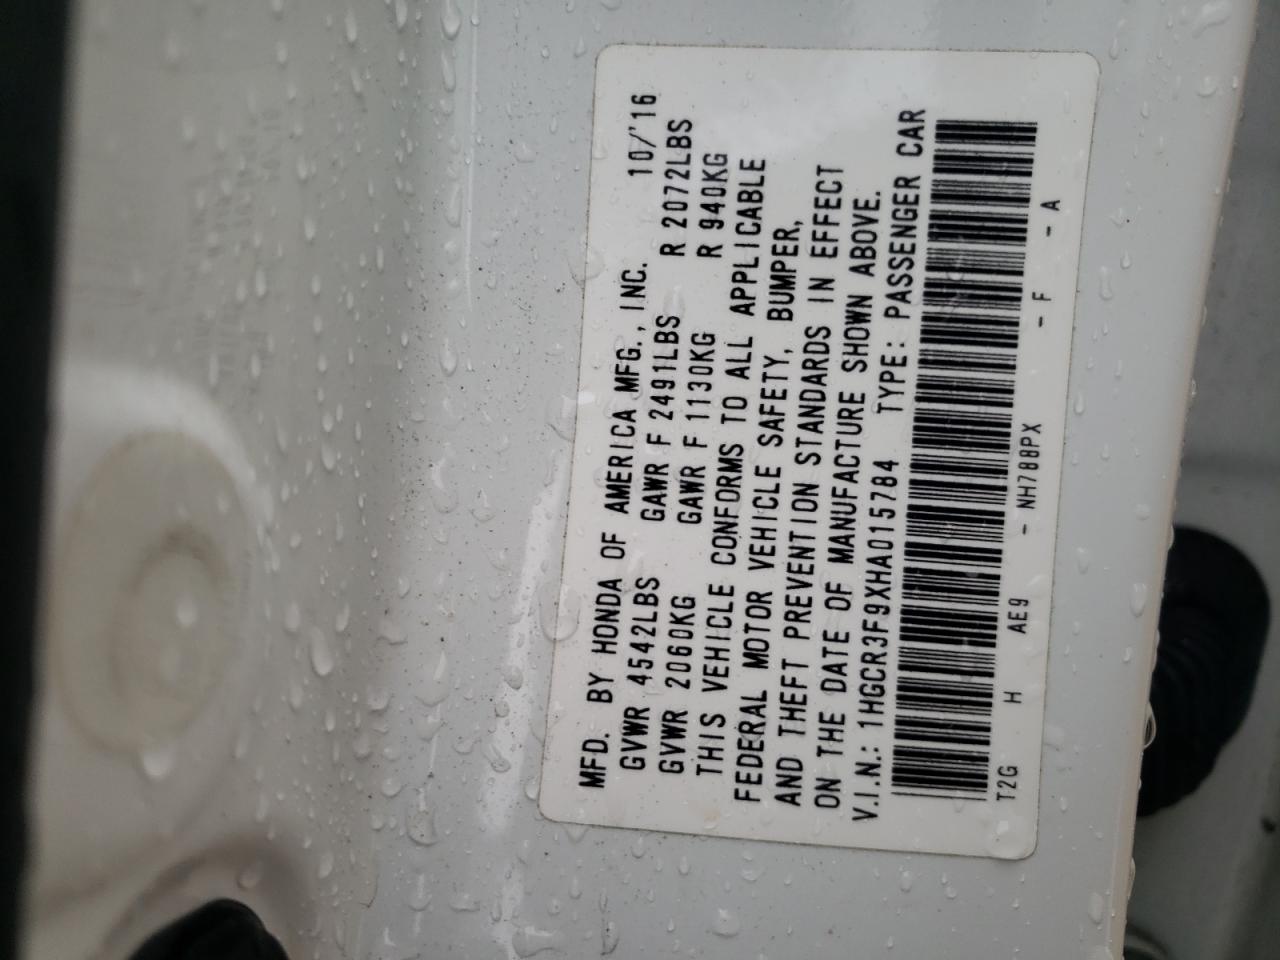 MFD. BY HONDA OF AMERICA MFG., INC. 10/'16
GVWR 4542LBS GAWR F 2491LBS R 2072LBS
GVWR 2060KG GAWR F 1130KG R 940KG
THIS VEHICLE CONFORMS TO ALL APPLICABLE
FEDERAL MOTOR VEHICLE SAFETY, BUMPER,
AND THEFT PREVENTION STANDARDS IN EFFECT
ON THE DATE OF MANUFACTURE SHOWN ABOVE.
V.I.N.: 1HGCR3F9XHA015784 TYPE: PASSENGER CAR
T2G H AE9 - NH788PX - F - A